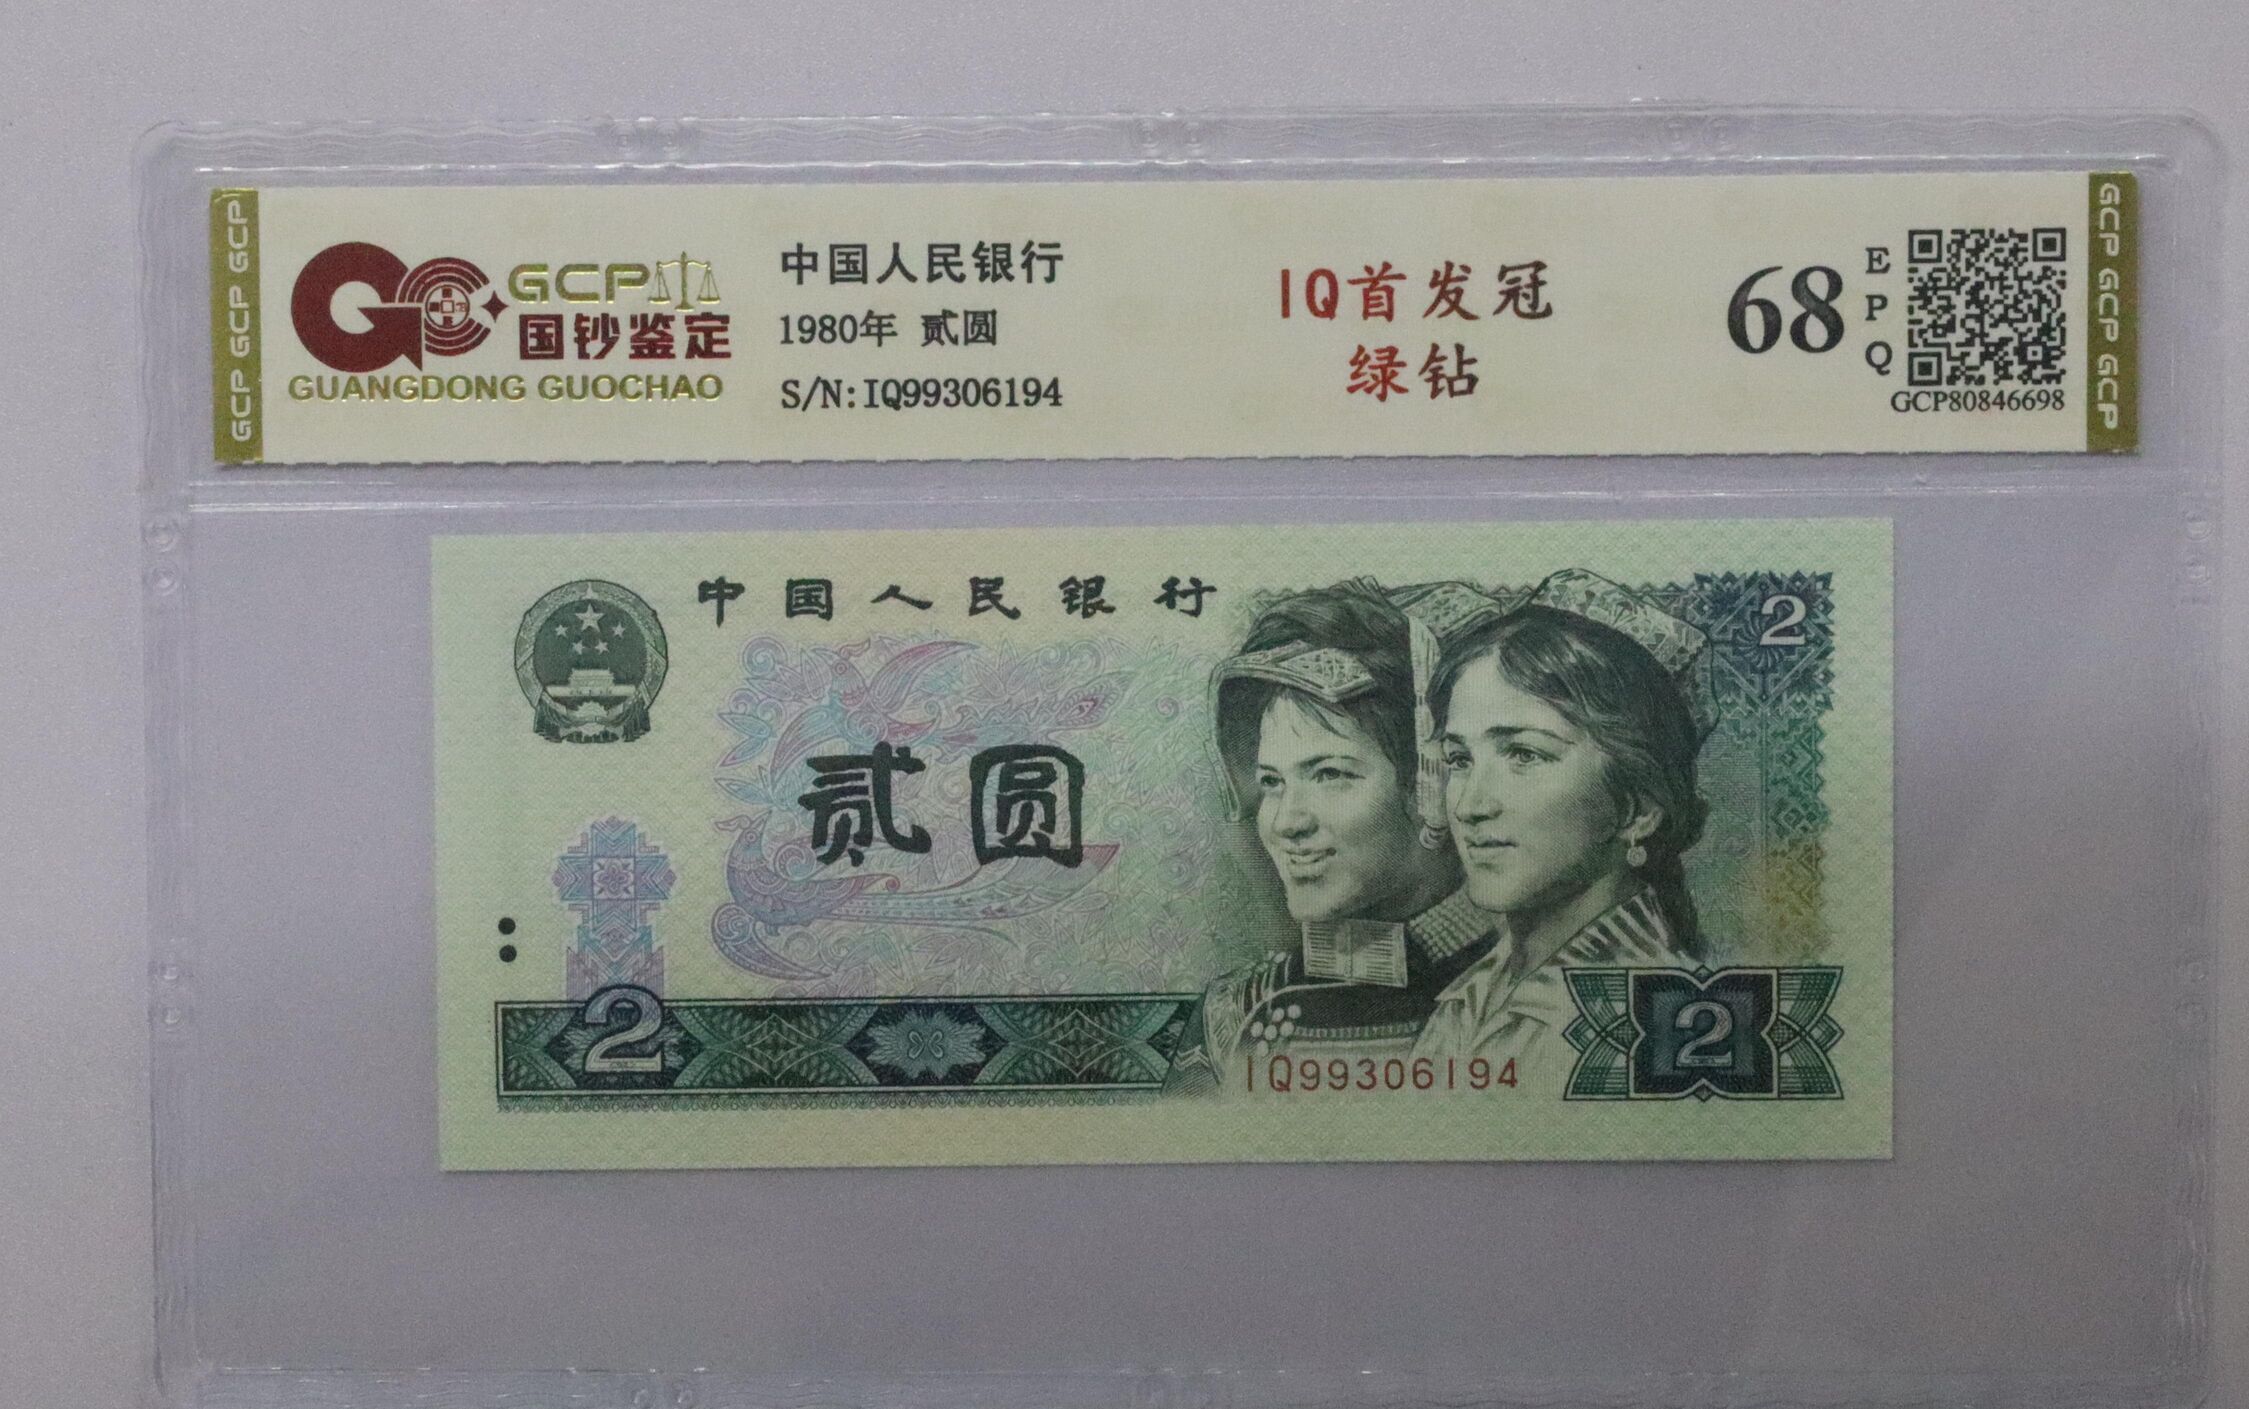 GCP GCP GCP
GCP
国钞鉴定
GUANGDONG GUOCHAO
中国人民银行
1980年 贰圆
S/N:IQ99306194
IQ首发冠
绿钻
68
EPQ
GCP80846698
GCP GCP GCP
中国人民银行
2
贰圆
2
IQ99306194
2